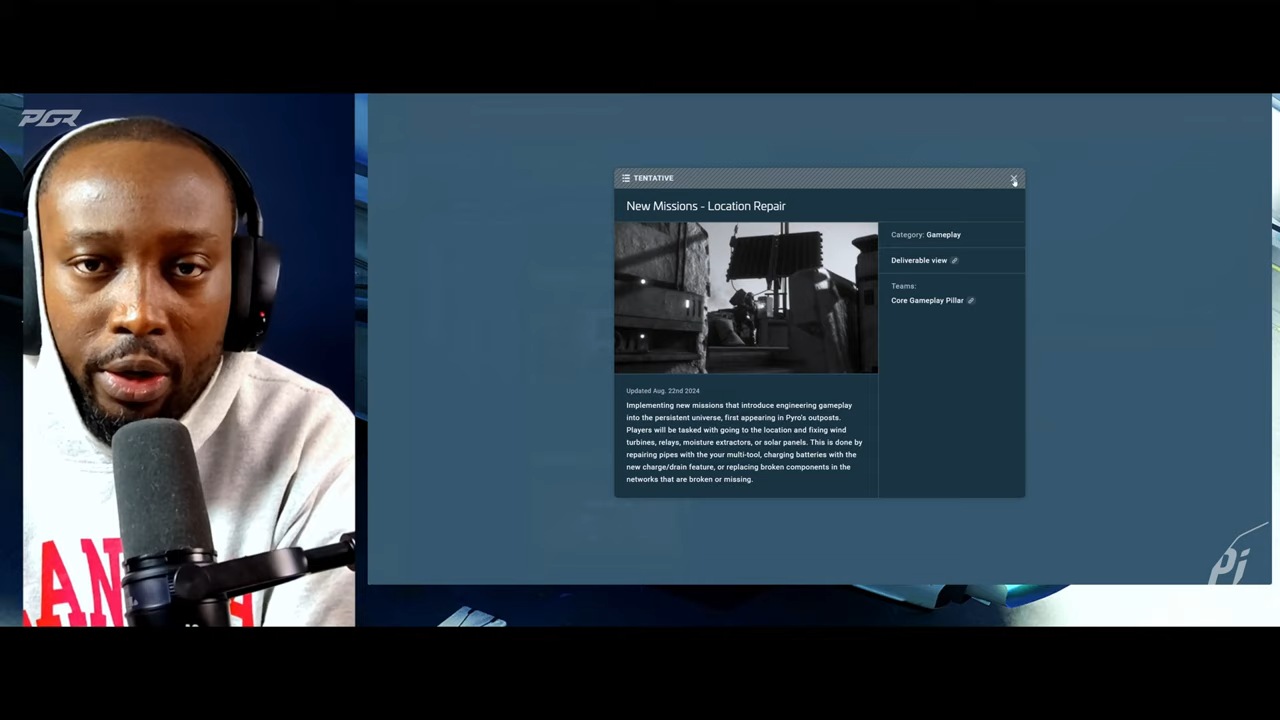 PGR
TENTATIVE
New Missions - Location Repair
Category: Gameplay
Deliverable view
Teams:
Core Gameplay Pillar
Updated Aug. 22nd 2024
Implementing new missions that introduce engineering gameplay
into the persistent universe, first appearing in Pyro's outposts.
Players will be tasked with going to the location and fixing wind
turbines, relays, moisture extractors, or solar panels. This is done by
repairing pipes with the your multi-tool, charging batteries with the
new charge/drain feature, or replacing broken components in the
networks that are broken or missing.
Pi